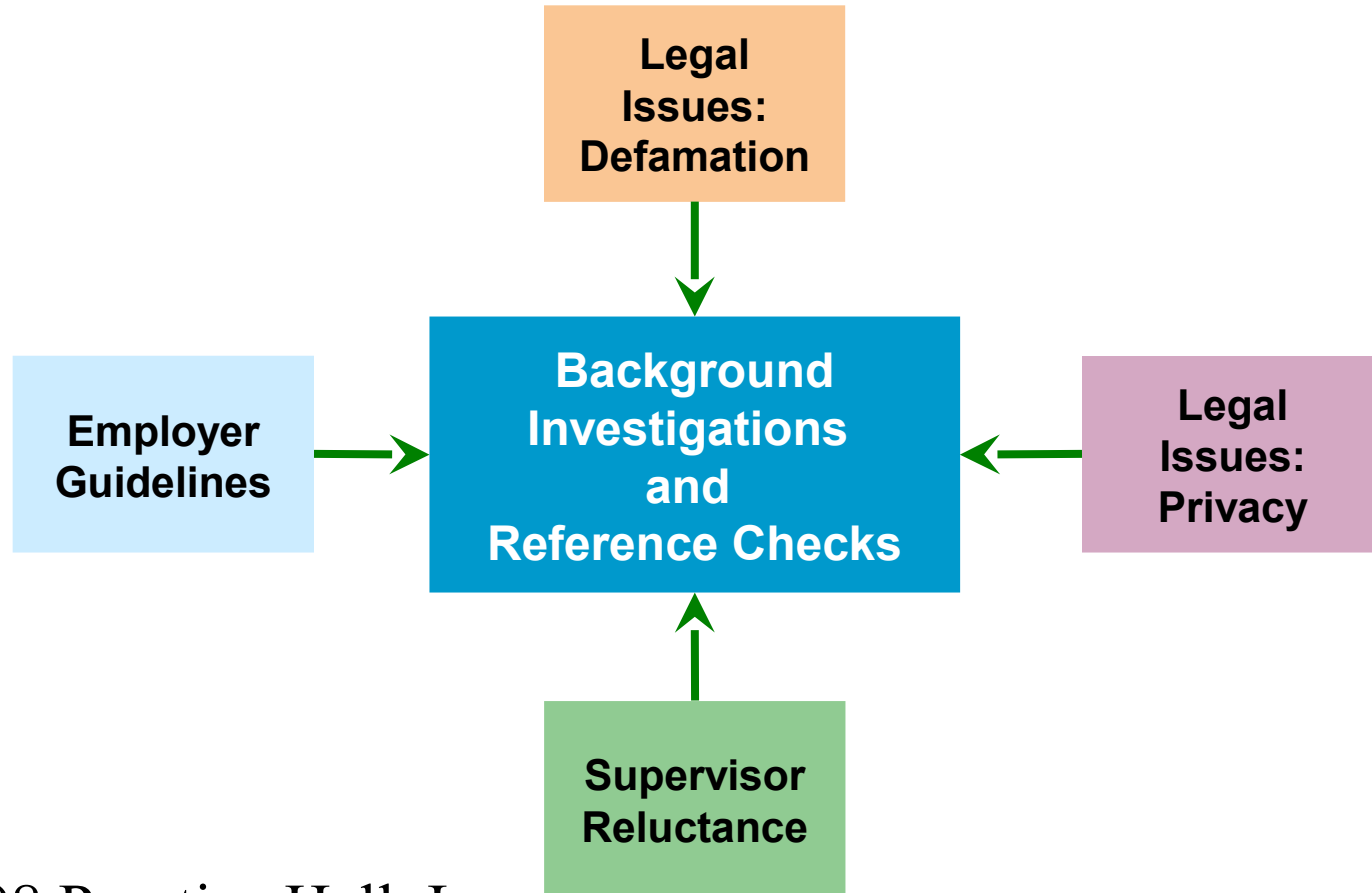 Legal
Issues:
Defamation
Employer
Guidelines
Background
Investigations
and
Reference Checks
Legal
Issues:
Privacy
Supervisor
Reluctance